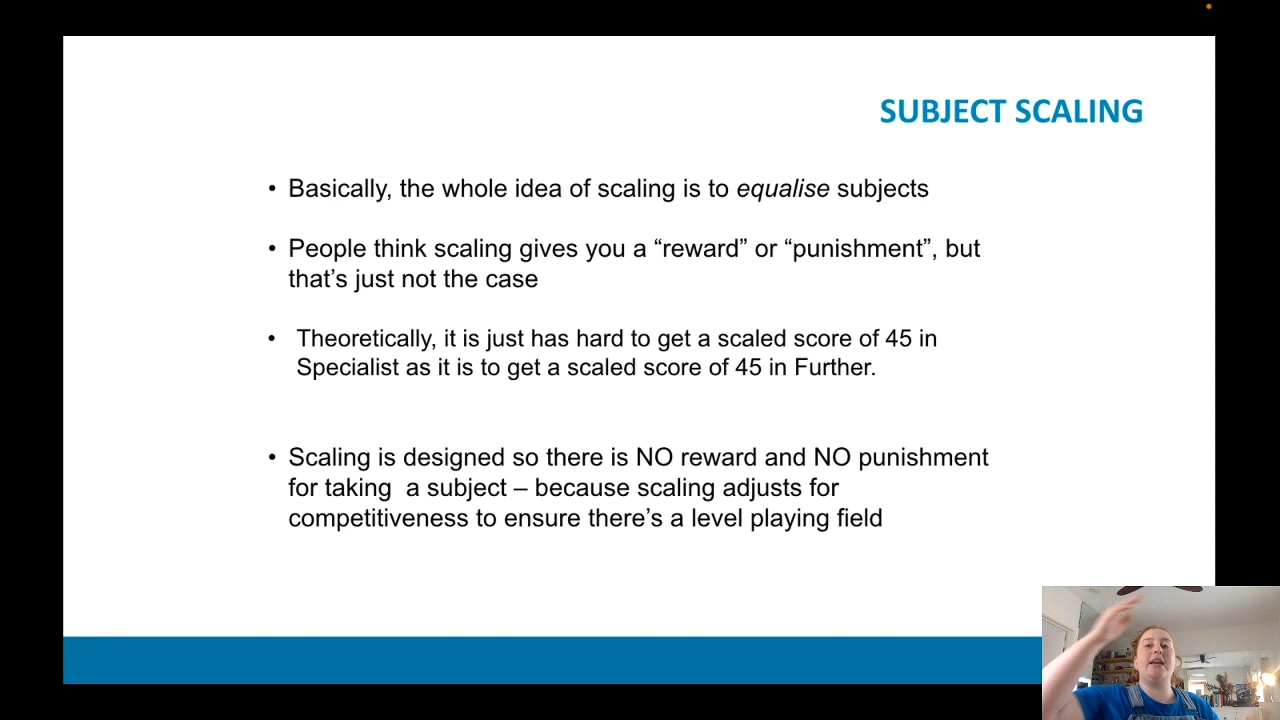 SUBJECT SCALING
• Basically, the whole idea of scaling is to equalise subjects
• People think scaling gives you a “reward” or “punishment”, but
that’s just not the case
• Theoretically, it is just has hard to get a scaled score of 45 in
Specialist as it is to get a scaled score of 45 in Further.
• Scaling is designed so there is NO reward and NO punishment
for taking  a subject – because scaling adjusts for
competitiveness to ensure there’s a level playing field